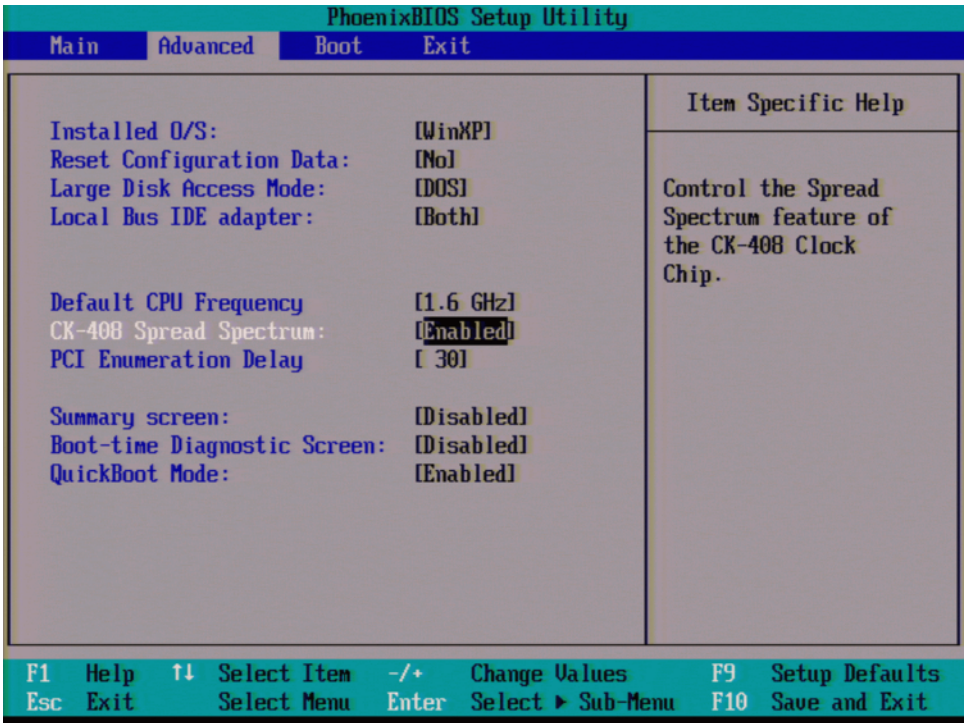 PhoenixBIOS Setup Utility
Main Advanced Boot Exit
Item Specific Help
Installed O/S: [WinXP]
Reset Configuration Data: [No]
Large Disk Access Mode: [DOS]
Local Bus IDE adapter: [Both]
Control the Spread
Spectrum feature of
the CK-408 Clock
Chip.
Default CPU Frequency [1.6 GHz]
CK-408 Spread Spectrum: [Enabled]
PCI Enumeration Delay [ 30]
Summary screen: [Disabled]
Boot-time Diagnostic Screen: [Disabled]
QuickBoot Mode: [Enabled]
F1 Help ↑↓ Select Item -/+ Change Values F9 Setup Defaults
Esc Exit Select Menu Enter Select ▶ Sub-Menu F10 Save and Exit